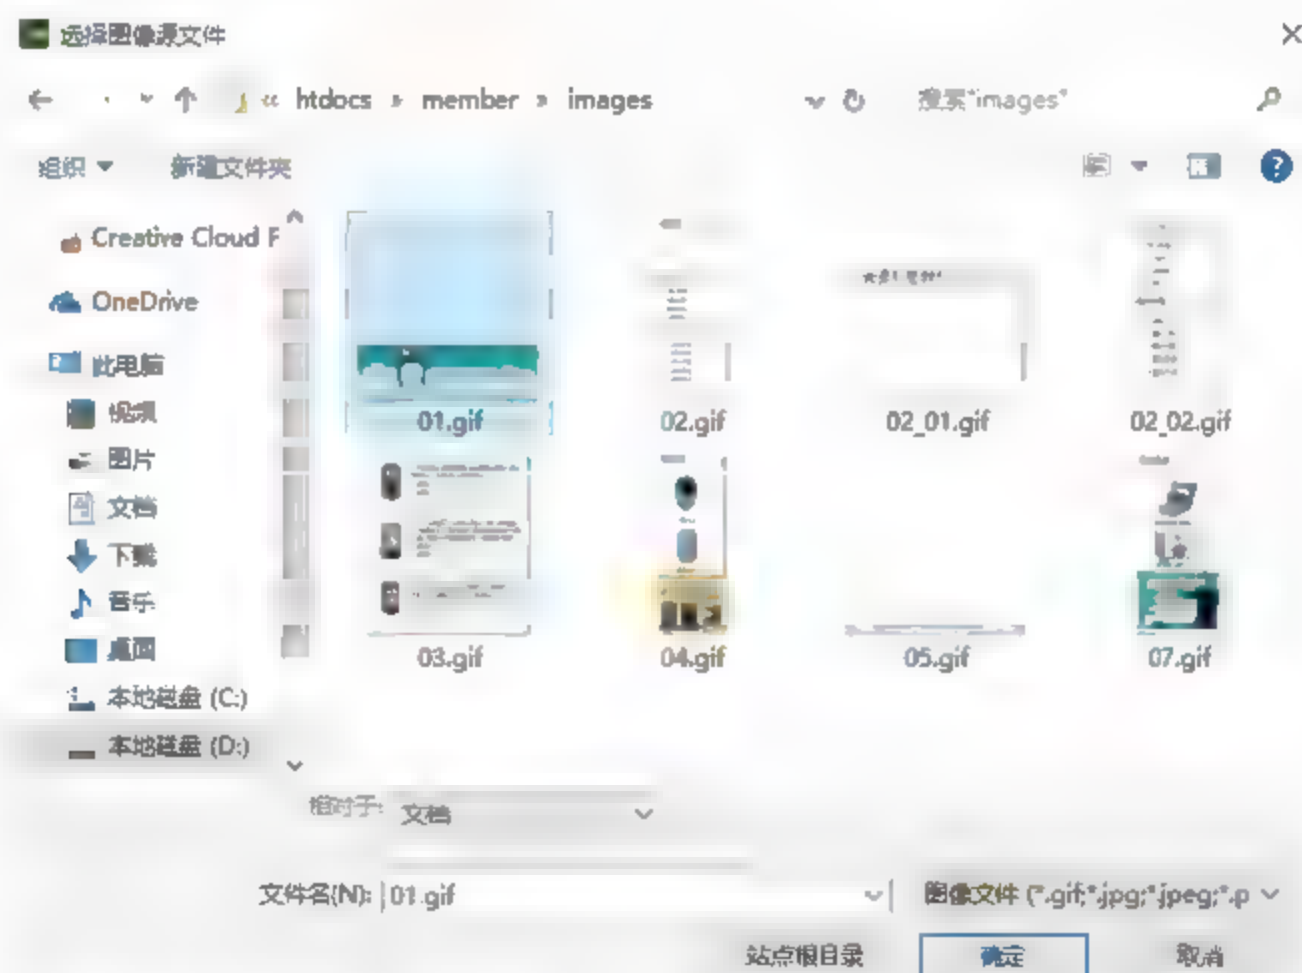 选择图像源文件
htdocs member images
搜索"images"
组织 新建文件夹
Creative Cloud F
OneDrive
此电脑
视频
图片
文档
下载
音乐
桌面
本地磁盘 (C:)
本地磁盘 (D:)
01.gif
02.gif
02_01.gif
02_02.gif
03.gif
04.gif
05.gif
07.gif
相对于: 文档
文件名(N): 01.gif
图像文件 (*.gif;*.jpg;*.jpeg;*.p
站点根目录 确定 取消